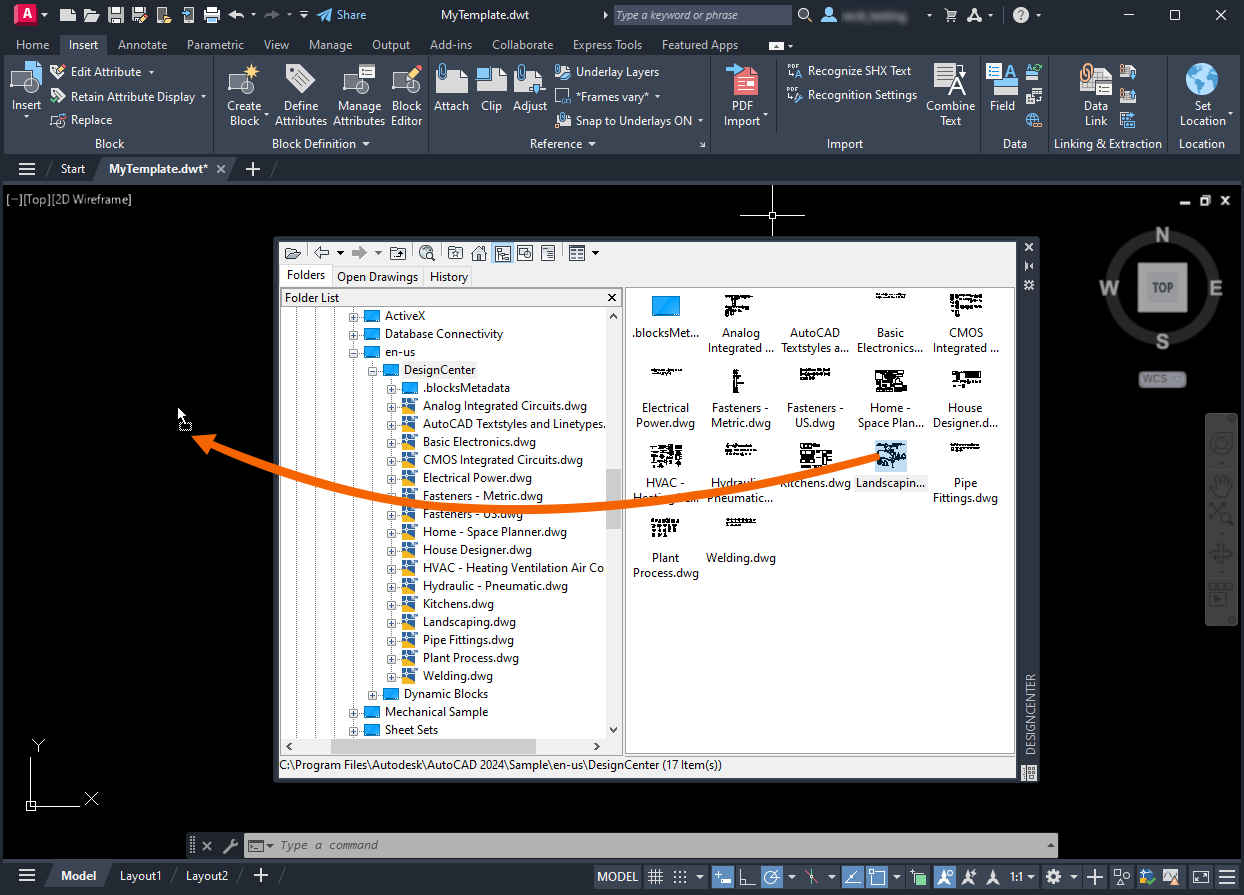 A
Share
MyTemplate.dwt
Type a keyword or phrase
?
Home Insert Annotate Parametric View Manage Output Add-ins Collaborate Express Tools Featured Apps
Insert
Edit Attribute
Retain Attribute Display
Replace
Block
Create
Block
Define
Attributes
Manage
Attributes
Block
Editor
Block Definition
Attach
Clip
Adjust
Underlay Layers
*Frames vary*
Snap to Underlays ON
Reference
PDF
Import
Recognize SHX Text
Recognition Settings
Combine
Text
Import
Field
Data
Data
Link
Linking & Extraction
Set
Location
Location
Start
MyTemplate.dwt*
[−][Top][2D Wireframe]
N
W
TOP
E
S
WCS
Folders
Open Drawings
History
Folder List
ActiveX
Database Connectivity
en-us
DesignCenter
.blocksMetadata
Analog Integrated Circuits.dwg
AutoCAD Textstyles and Linetypes.
Basic Electronics.dwg
CMOS Integrated Circuits.dwg
Electrical Power.dwg
Fasteners - Metric.dwg
Fasteners - US.dwg
Home - Space Planner.dwg
House Designer.dwg
HVAC - Heating Ventilation Air Co
Hydraulic - Pneumatic.dwg
Kitchens.dwg
Landscaping.dwg
Pipe Fittings.dwg
Plant Process.dwg
Welding.dwg
Dynamic Blocks
Mechanical Sample
Sheet Sets
.blocksMet...
Analog
Integrated ...
AutoCAD
Textstyles a...
Basic
Electronics...
CMOS
Integrated ...
Electrical
Power.dwg
Fasteners -
Metric.dwg
Fasteners -
US.dwg
Home -
Space Plan...
House
Designer.d...
HVAC -
Hydraulic -
Pneumatic...
Kitchens.dwg
Landscapin...
Pipe
Fittings.dwg
Plant
Process.dwg
Welding.dwg
DESIGNCENTER
C:\Program Files\Autodesk\AutoCAD 2024\Sample\en-us\DesignCenter (17 Item(s))
Y
X
Type a command
Model
Layout1
Layout2
MODEL
1:1